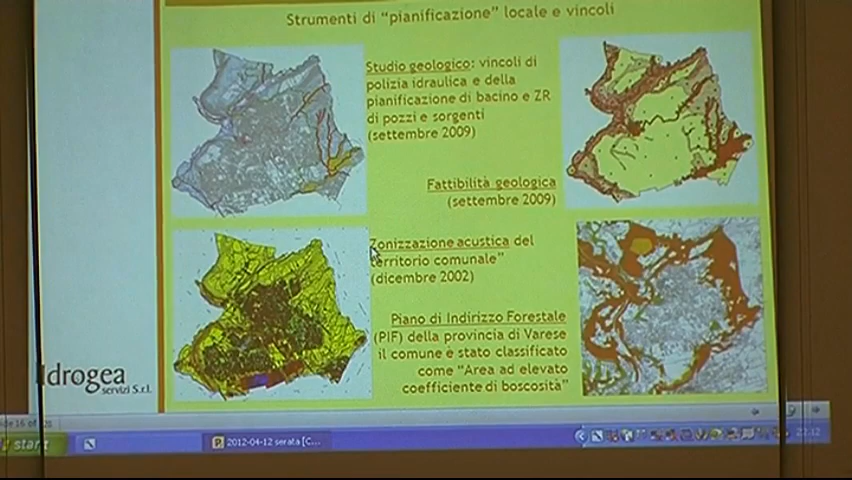 Strumenti di “pianificazione” locale e vincoli
Studio geologico: vincoli di
polizia idraulica e della
pianificazione di bacino e ZR
di pozzi e sorgenti
(settembre 2009)
Fattibilità geologica
(settembre 2009)
Zonizzazione acustica del
territorio comunale”
(dicembre 2002)
Piano di Indirizzo Forestale
(PIF) della provincia di Varese
il comune è stato classificato
come “Area ad elevato
coefficiente di boscosità”
Idrogea
servizi S.r.l.
start
2012-04-12 serata [C...
22.12